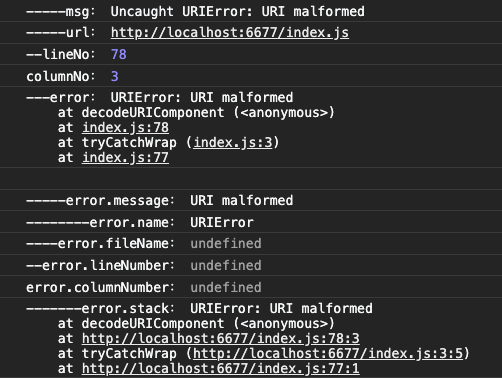 -----msg: Uncaught URIError: URI malformed
-----url: http://localhost:6677/index.js
--lineNo: 78
columnNo: 3
---error: URIError: URI malformed
at decodeURIComponent (<anonymous>)
at index.js:78
at tryCatchWrap (index.js:3)
at index.js:77
-----error.message: URI malformed
--------error.name: URIError
----error.fileName: undefined
--error.lineNumber: undefined
error.columnNumber: undefined
-------error.stack: URIError: URI malformed
at decodeURIComponent (<anonymous>)
at http://localhost:6677/index.js:78:3
at tryCatchWrap (http://localhost:6677/index.js:3:5)
at http://localhost:6677/index.js:77:1